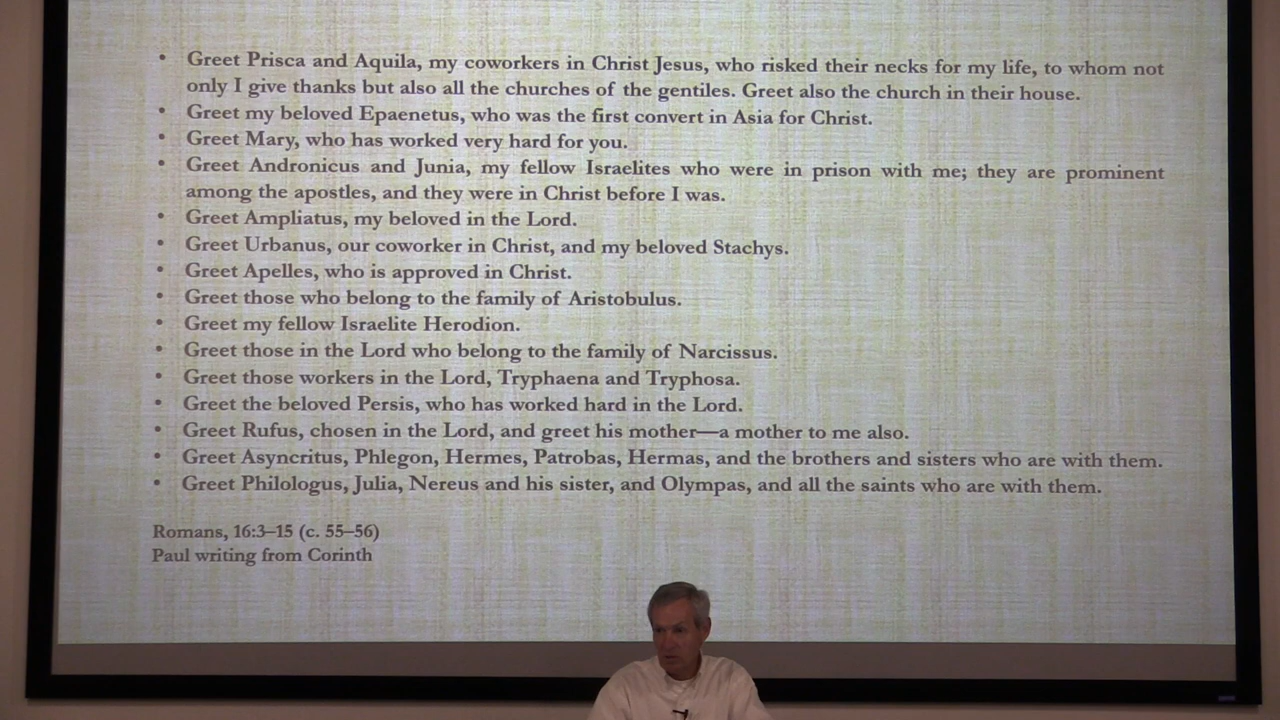 • Greet Prisca and Aquila, my coworkers in Christ Jesus, who risked their necks for my life, to whom not
only I give thanks but also all the churches of the gentiles. Greet also the church in their house.
• Greet my beloved Epaenetus, who was the first convert in Asia for Christ.
• Greet Mary, who has worked very hard for you.
• Greet Andronicus and Junia, my fellow Israelites who were in prison with me; they are prominent
among the apostles, and they were in Christ before I was.
• Greet Ampliatus, my beloved in the Lord.
• Greet Urbanus, our coworker in Christ, and my beloved Stachys.
• Greet Apelles, who is approved in Christ.
• Greet those who belong to the family of Aristobulus.
• Greet my fellow Israelite Herodion.
• Greet those in the Lord who belong to the family of Narcissus.
• Greet those workers in the Lord, Tryphaena and Tryphosa.
• Greet the beloved Persis, who has worked hard in the Lord.
• Greet Rufus, chosen in the Lord, and greet his mother—a mother to me also.
• Greet Asyncritus, Phlegon, Hermes, Patrobas, Hermas, and the brothers and sisters who are with them.
• Greet Philologus, Julia, Nereus and his sister, and Olympas, and all the saints who are with them.
Romans, 16:3–15 (c. 55–56)
Paul writing from Corinth